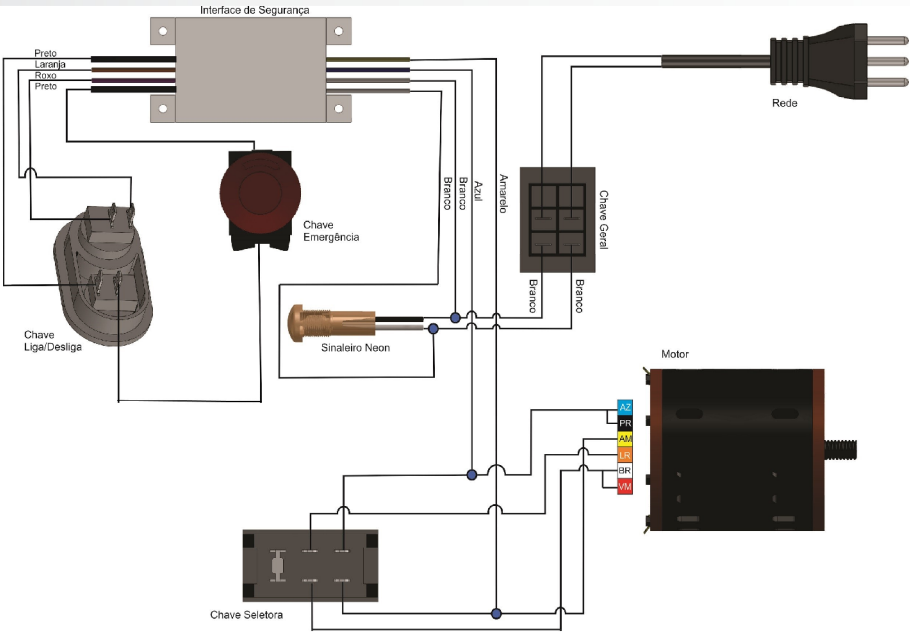 Interface de Segurança
Preto
Laranja
Roxo
Preto
Rede
Branco
Branco
Azul
Amarelo
Chave Geral
Chave
Emergência
Branco
Branco
Chave
Liga/Desliga
Sinaleiro Neon
Motor
AZ
PR
AM
LR
BR
VM
Chave Seletora